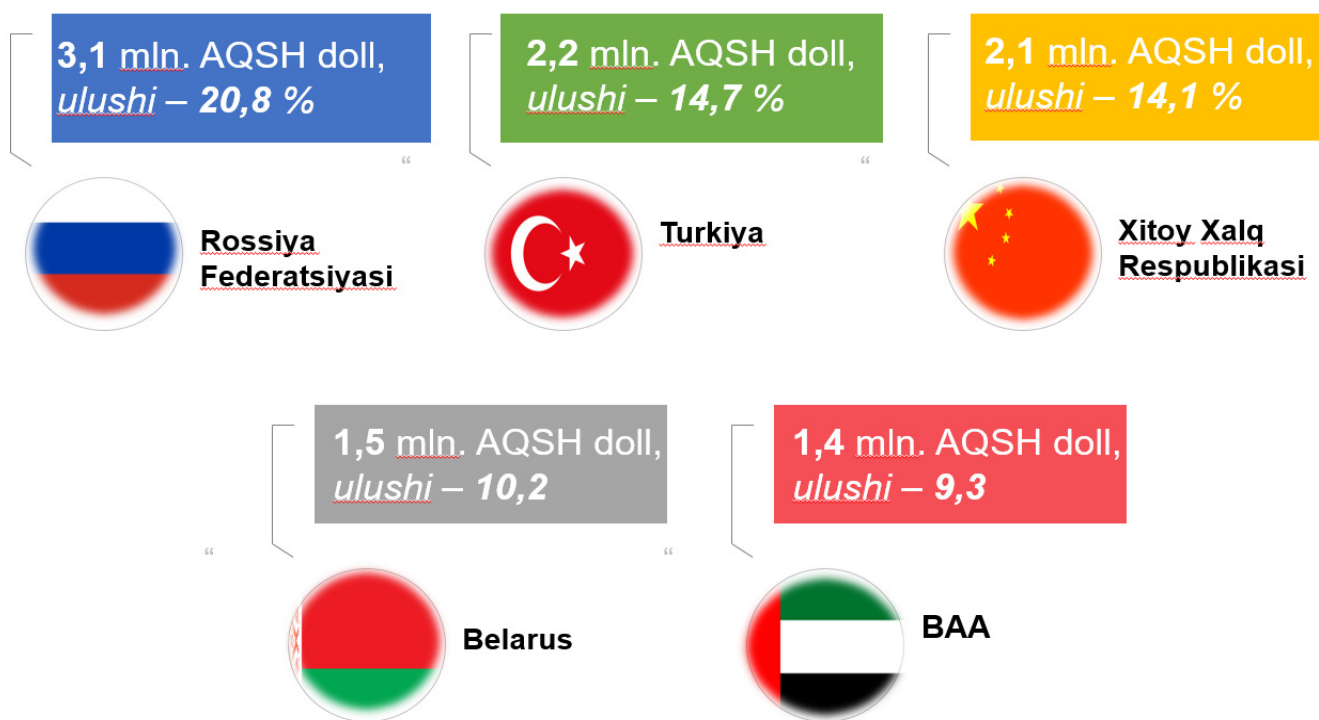 3,1 mln. AQSH doll,
ulushi – 20,8 %
2,2 mln. AQSH doll,
ulushi – 14,7 %
2,1 mln. AQSH doll,
ulushi – 14,1 %
“
“
Rossiya
Federatsiyasi
Turkiya
Xitoy Xalq
Respublikasi
1,5 mln. AQSH doll,
ulushi – 10,2
1,4 mln. AQSH doll,
ulushi – 9,3
“
“
Belarus
BAA